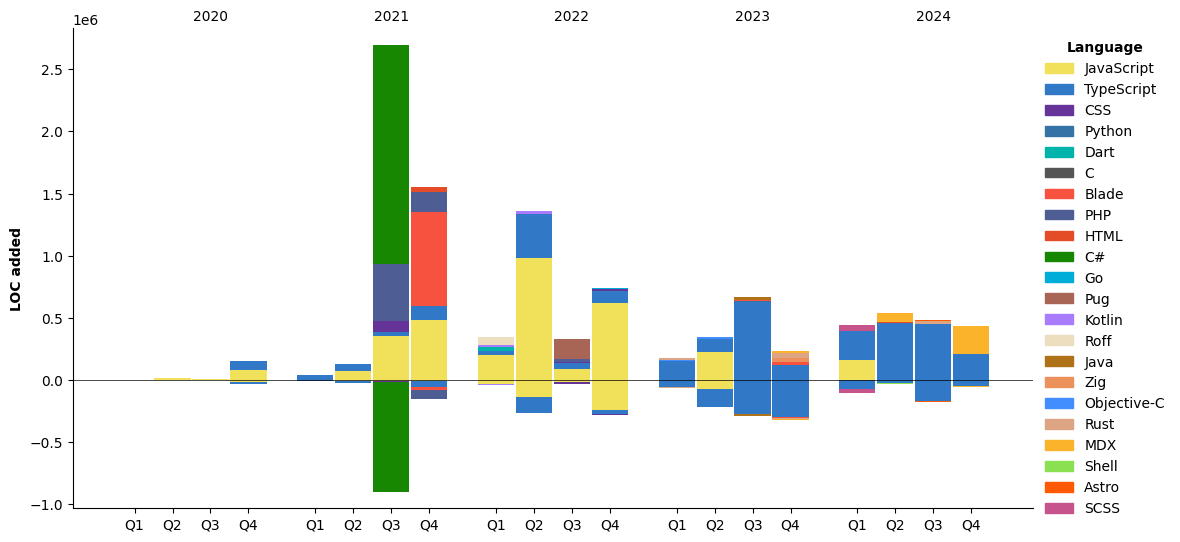 2020 2021 2022 2023 2024
1e6
LOC added
2.5
2.0
1.5
1.0
0.5
0.0
−0.5
−1.0
Q1 Q2 Q3 Q4 Q1 Q2 Q3 Q4 Q1 Q2 Q3 Q4 Q1 Q2 Q3 Q4 Q1 Q2 Q3 Q4
Language
JavaScript
TypeScript
CSS
Python
Dart
C
Blade
PHP
HTML
C#
Go
Pug
Kotlin
Roff
Java
Zig
Objective-C
Rust
MDX
Shell
Astro
SCSS